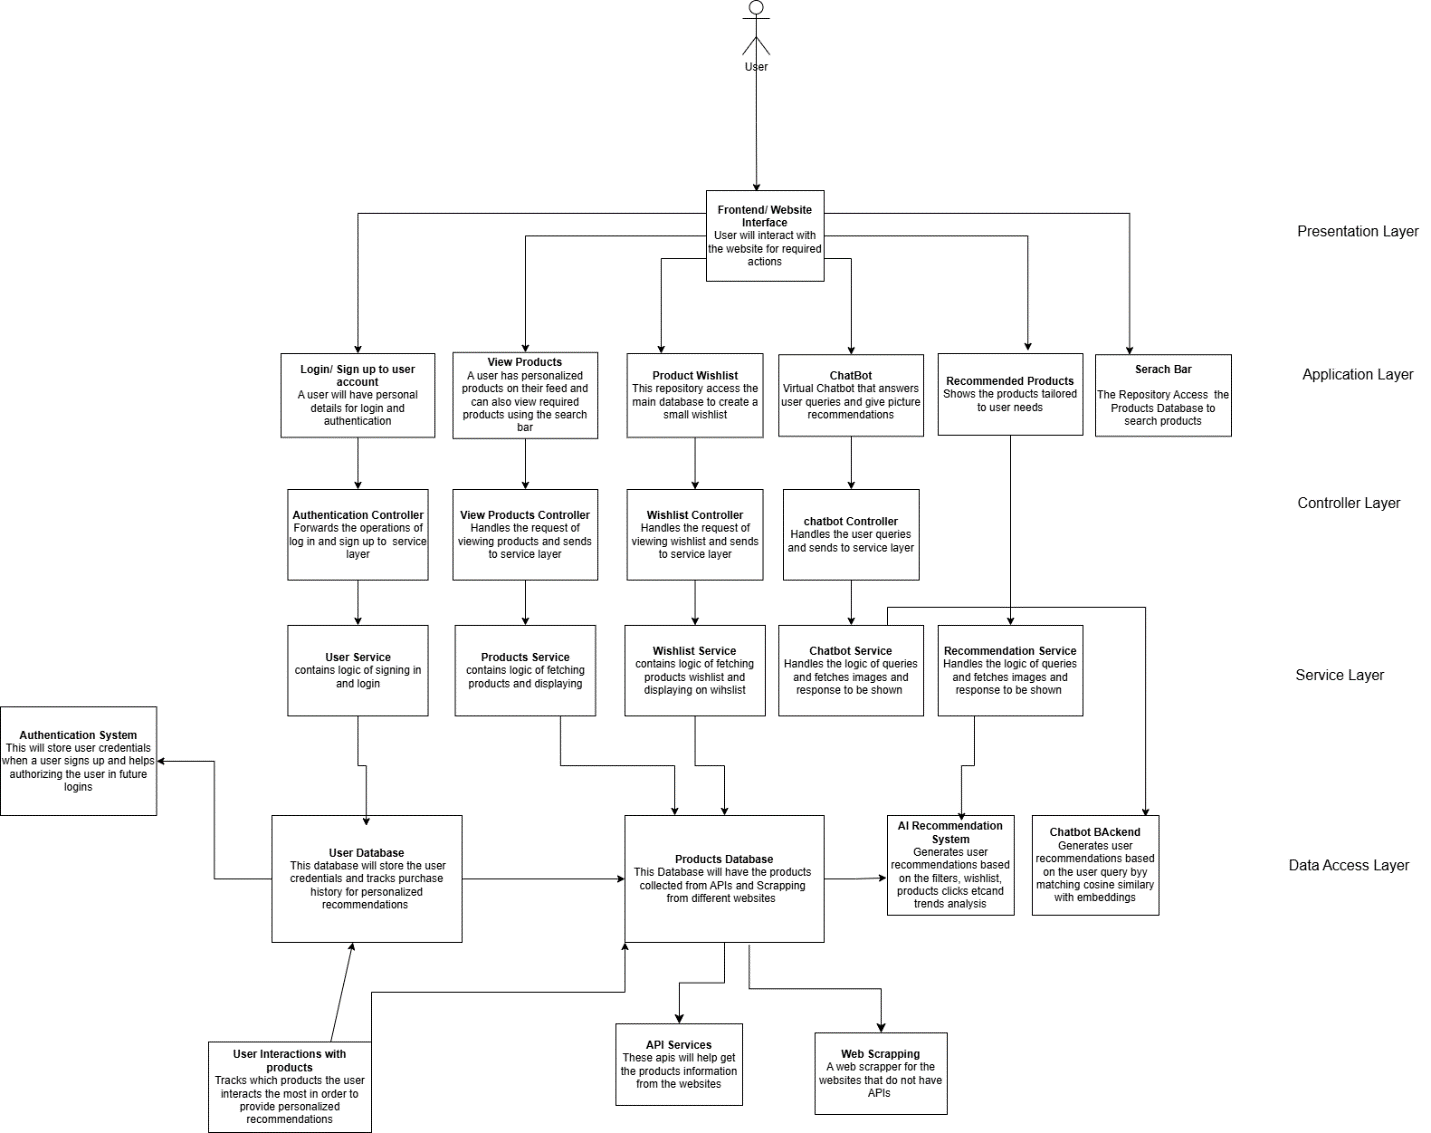 User
Frontend/ Website
Interface
User will interact with
the website for required
actions
Presentation Layer
Login/ Sign up to user
account
A user will have personal
details for login and
authentication
View Products
A user has personalized
products on their feed and
can also view required
products using the search
bar
Product Wishlist
This repository access the
main database to create a
small wishlist
ChatBot
Virtual Chatbot that answers
user queries and give picture
recommendations
Recommended Products
Shows the products tailored
to user needs
Serach Bar
The Repository Access the
Products Database to
search products
Application Layer
Authentication Controller
Forwards the operations of
log in and sign up to service
layer
View Products Controller
Handles the request of
viewing products and sends
to service layer
Wishlist Controller
Handles the request of
viewing wishlist and sends
to service layer
chatbot Controller
Handles the user queries
and sends to service layer
Controller Layer
User Service
contains logic of signing in
and login
Products Service
contains logic of fetching
products and displaying
Wishlist Service
contains logic of fetching
products wishlist and
displaying on wihslist
Chatbot Service
Handles the logic of queries
and fetches images and
response to be shown
Recommendation Service
Handles the logic of queries
and fetches images and
response to be shown
Service Layer
Authentication System
This will store user credentials
when a user signs up and helps
authorizing the user in future
logins
User Database
This database will store the user
credentials and tracks purchase
history for personalized
recommendations
Products Database
This Database will have the products
collected from APIs and Scrapping
from different websites
AI Recommendation
System
Generates user
recommendations based
on the filters, wishlist,
products clicks etcand
trends analysis
Chatbot BAckend
Generates user
recommendations based
on the user query byy
matching cosine similary
with embeddings
Data Access Layer
User Interactions with
products
Tracks which products the user
interacts the most in order to
provide personalized
recommendations
API Services
These apis will help get
the products information
from the websites
Web Scrapping
A web scrapper for the
websites that do not have
APIs